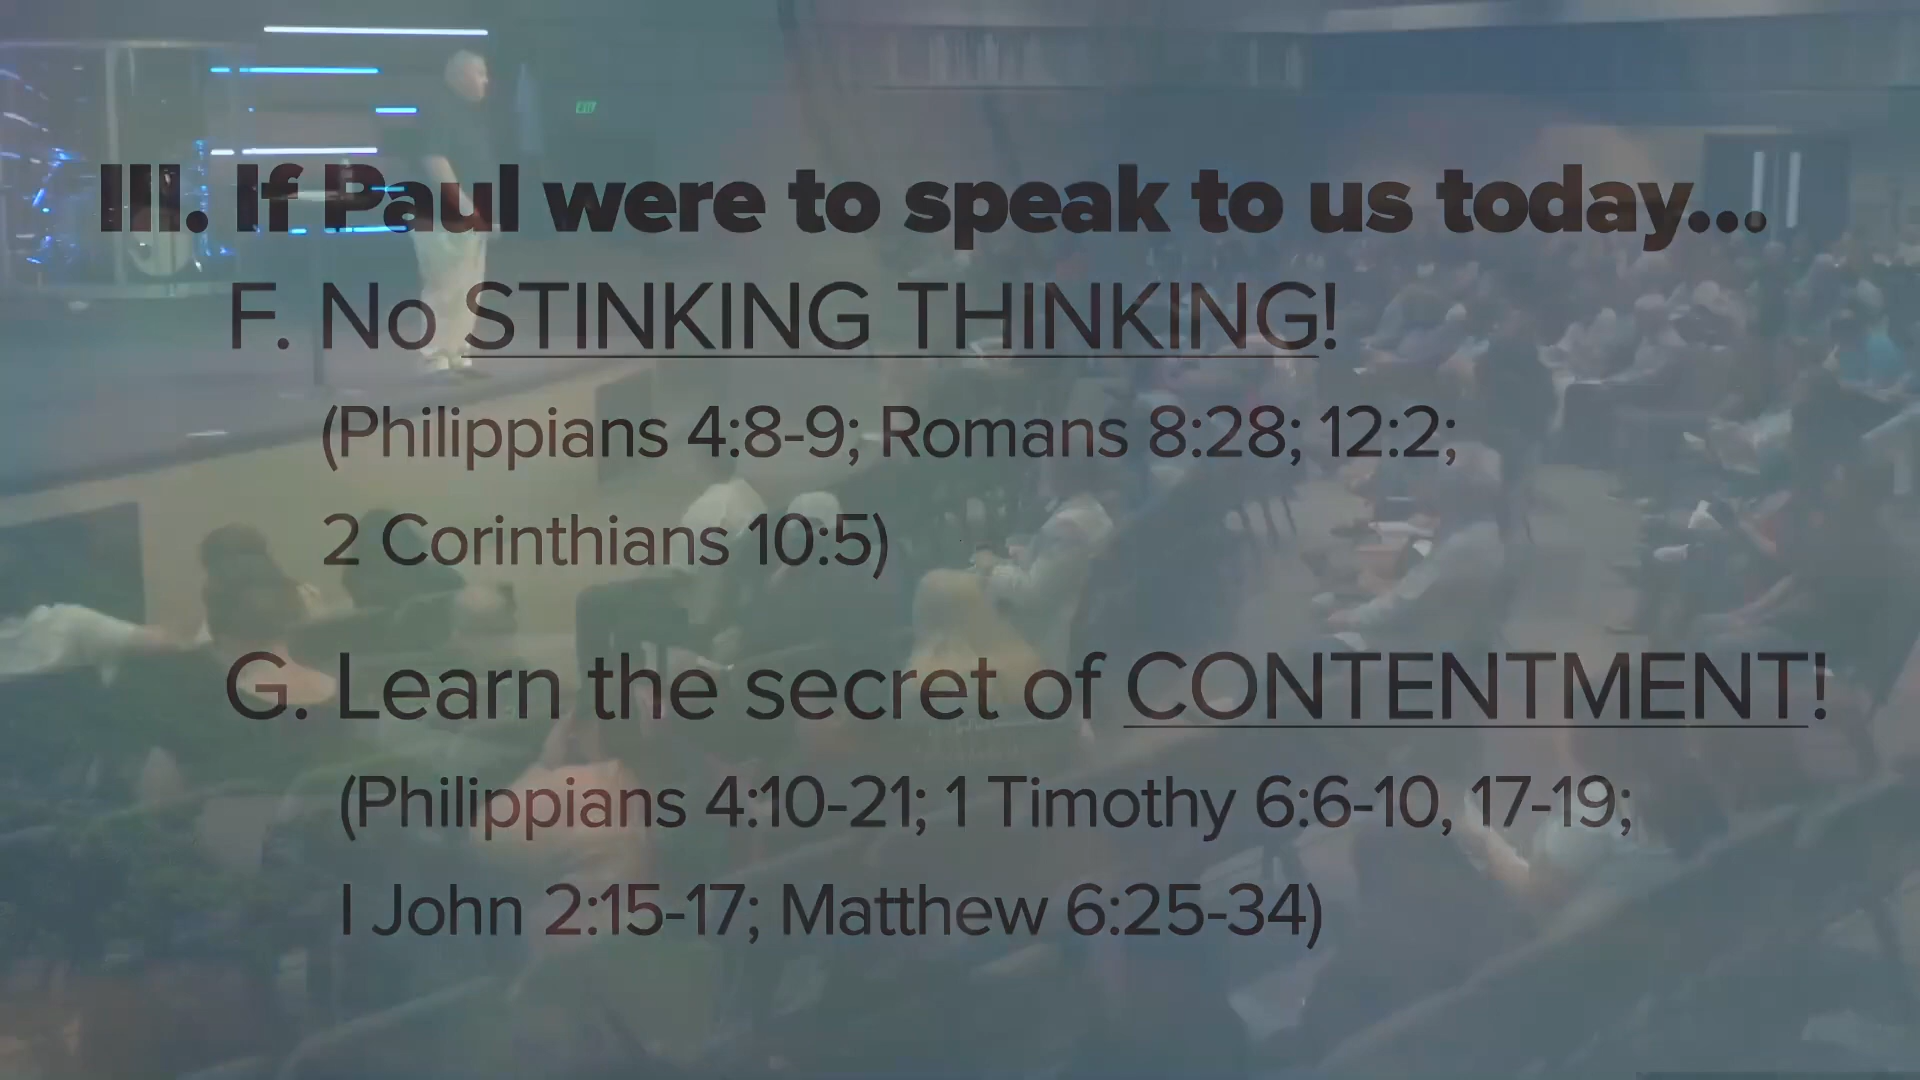 EXIT
III. If Paul were to speak to us today...
F. No STINKING THINKING!
(Philippians 4:8-9; Romans 8:28; 12:2;
2 Corinthians 10:5)
G. Learn the secret of CONTENTMENT!
(Philippians 4:10-21; 1 Timothy 6:6-10, 17-19;
I John 2:15-17; Matthew 6:25-34)